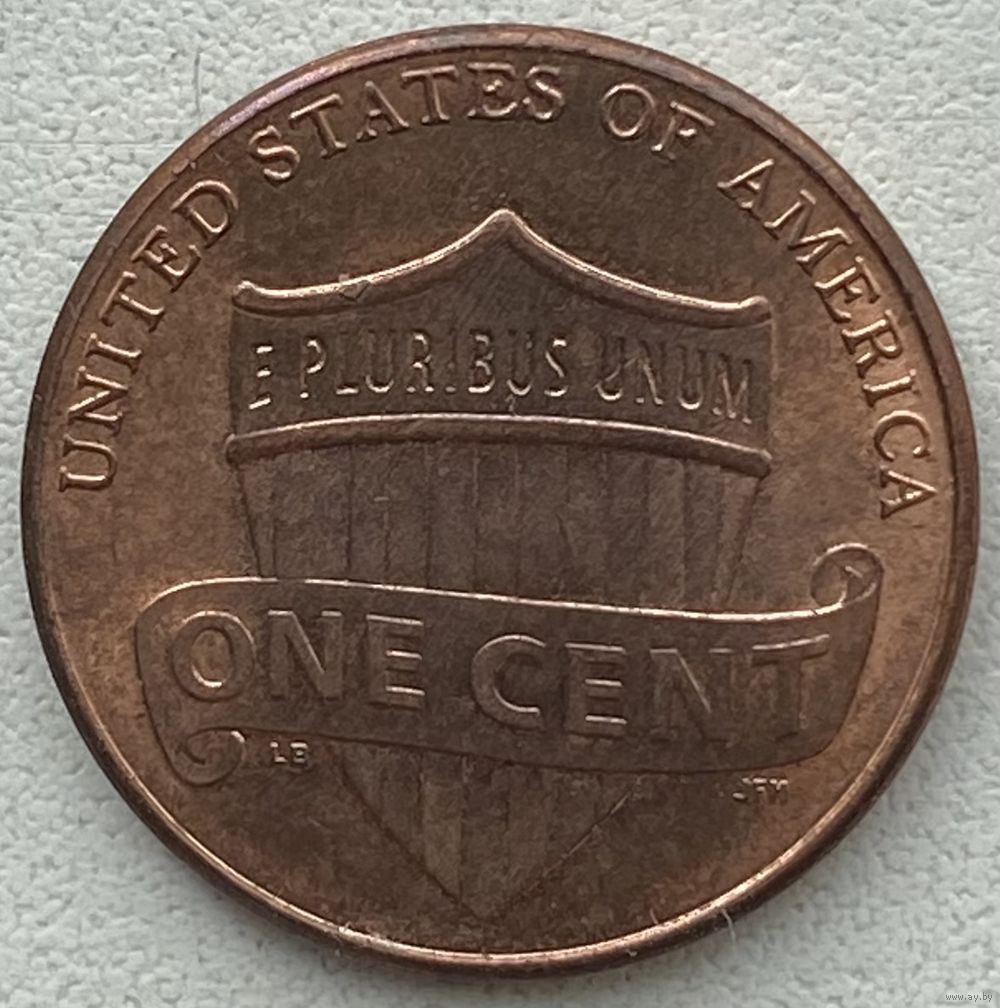 UNITED STATES OF AMERICA
E PLURIBUS UNUM
ONE CENT
LB
JFM
www.ay.by